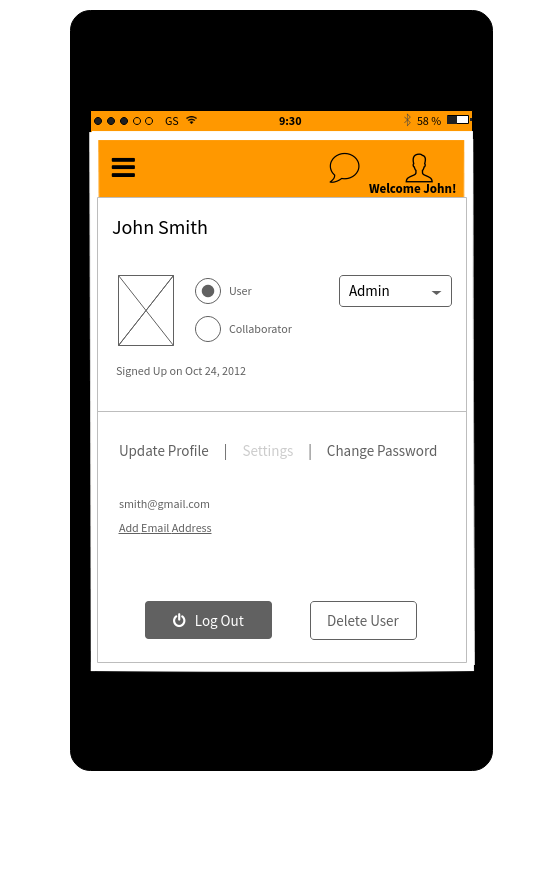 GS 9:30 58 %
Welcome John!
John Smith
User
Admin
Collaborator
Signed Up on Oct 24, 2012
Update Profile | Settings | Change Password
smith@gmail.com
Add Email Address
Log Out
Delete User